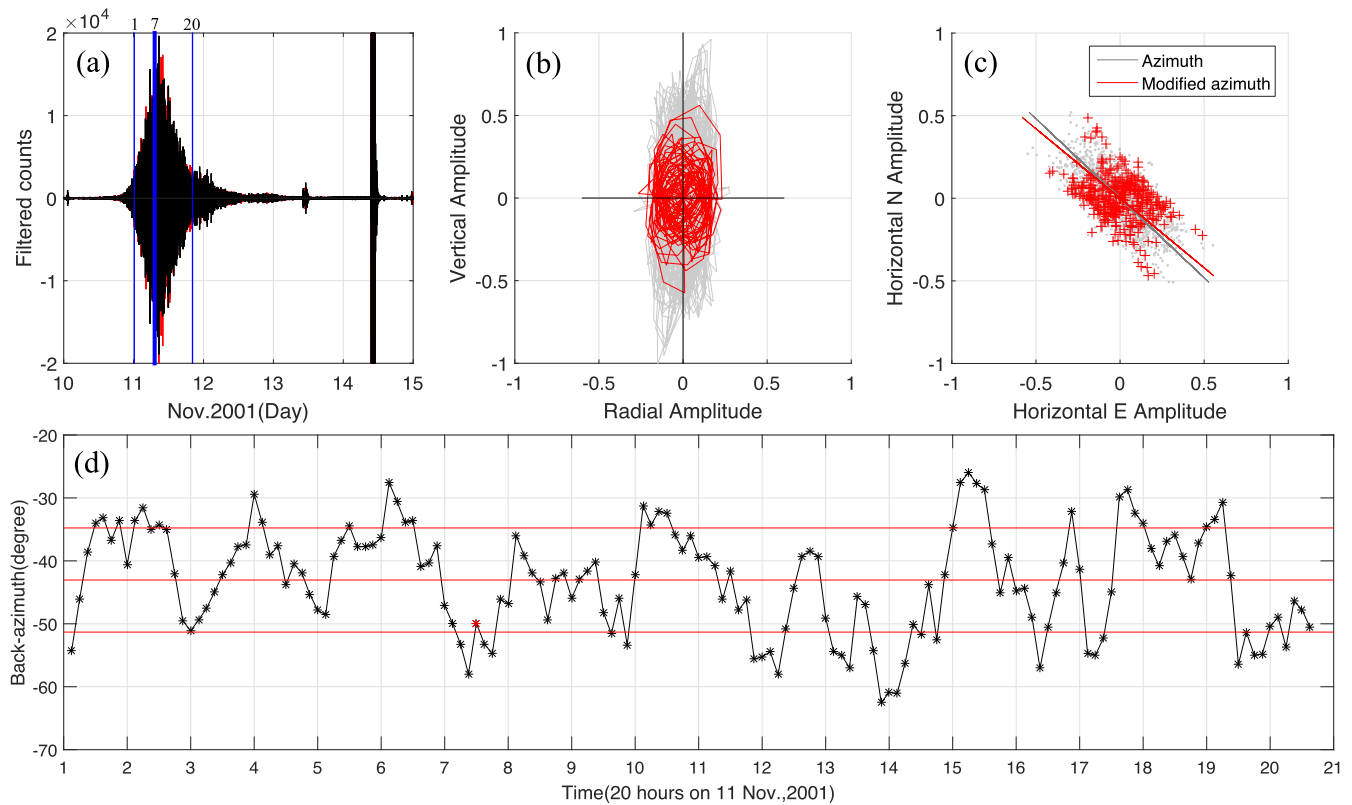 ×10⁴
1 7 20
(a)
2
1
0
-1
-2
Filtered counts
10 11 12 13 14 15
Nov.2001(Day)
(b)
1
0.5
0
-0.5
-1
Vertical Amplitude
-1 -0.5 0 0.5 1
Radial Amplitude
(c)
Azimuth
Modified azimuth
1
0.5
0
-0.5
-1
Horizontal N Amplitude
-1 -0.5 0 0.5 1
Horizontal E Amplitude
(d)
-20
-30
-40
-50
-60
-70
Back-azimuth(degree)
1 2 3 4 5 6 7 8 9 10 11 12 13 14 15 16 17 18 19 20 21
Time(20 hours on 11 Nov.,2001)